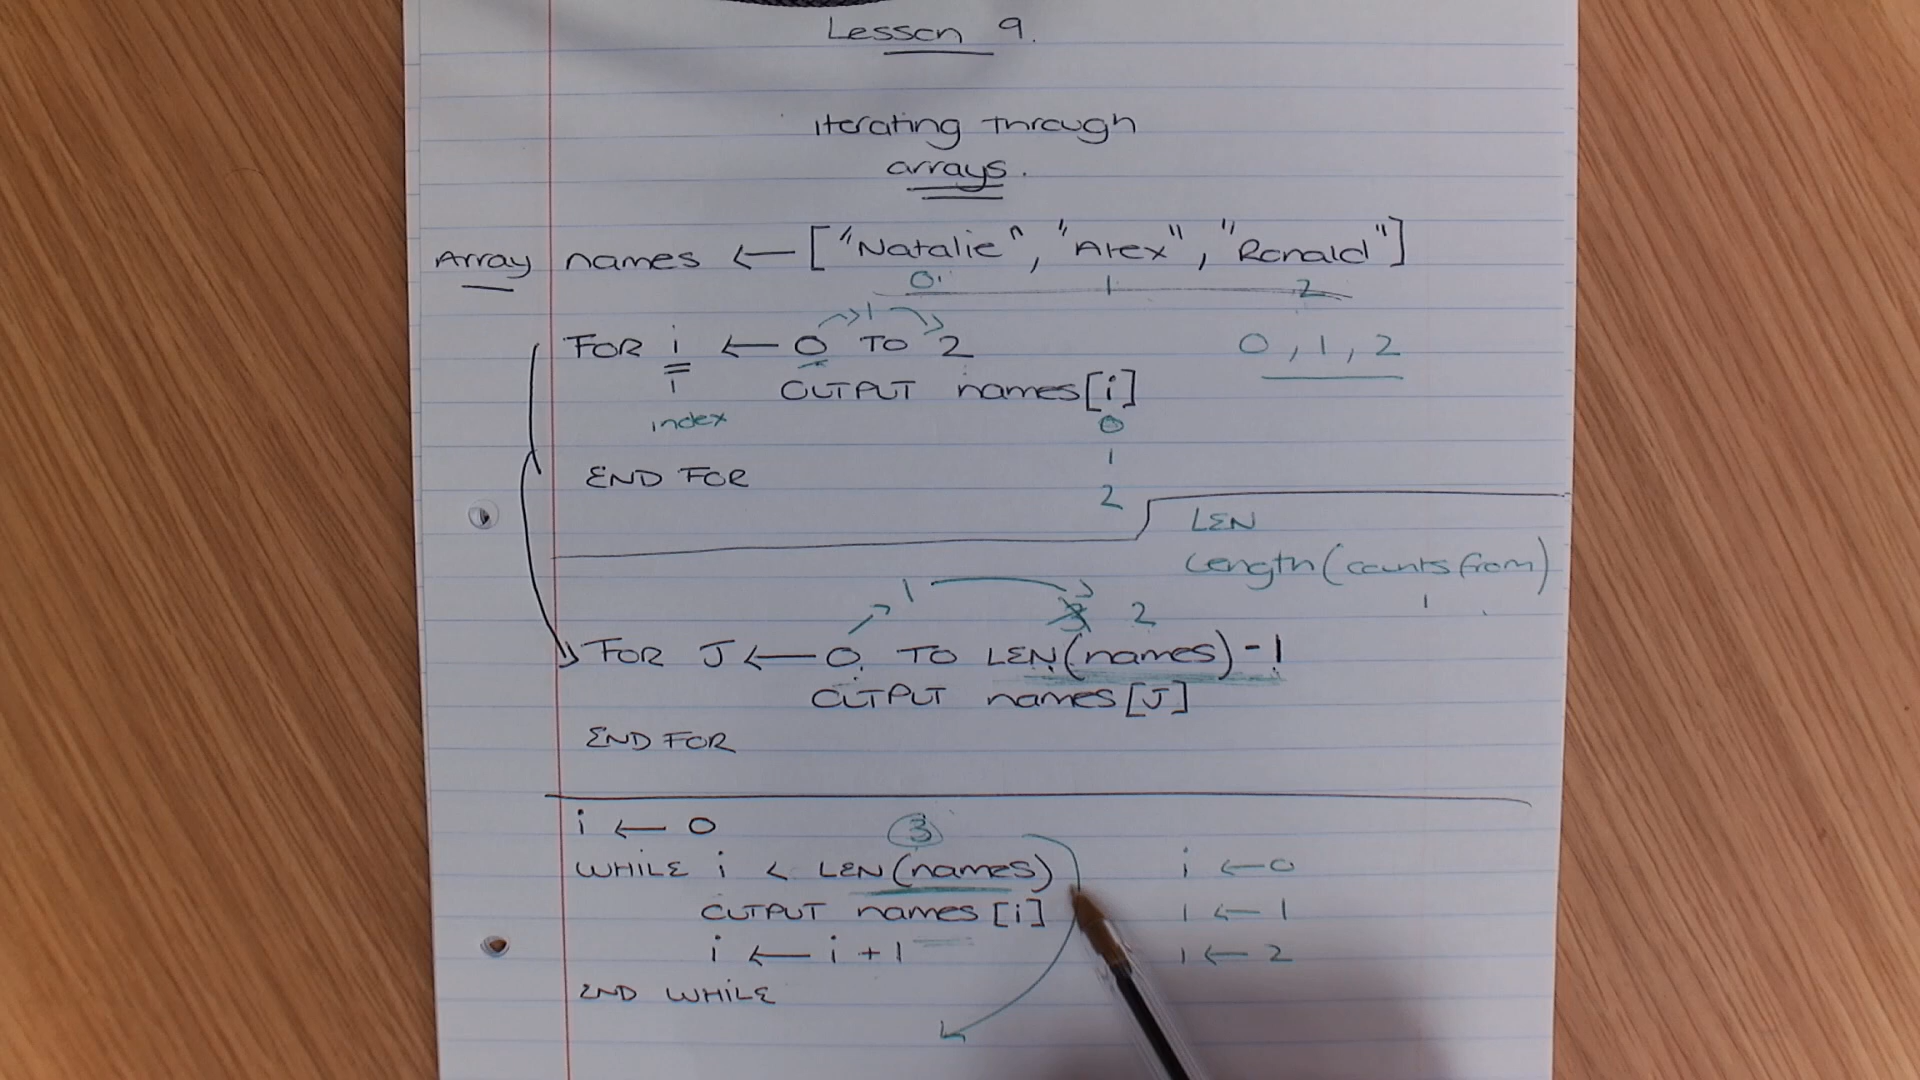 Lesson 9.
iterating through
arrays.
Array names ← ["Natalie", "Alex", "Ronald"]
0 1 2
1
FOR i ← 0 TO 2 0, 1, 2
OUTPUT names[i]
index
0
1
END FOR
2
LEN
Length (counts from)
1
1
3 2
FOR J ← 0 TO LEN(names) - 1
OUTPUT names [J]
END FOR
i ← 0
3
WHILE i < LEN(names) i ← 0
OUTPUT names [i] i ← 1
i ← i + 1 i ← 2
END WHILE